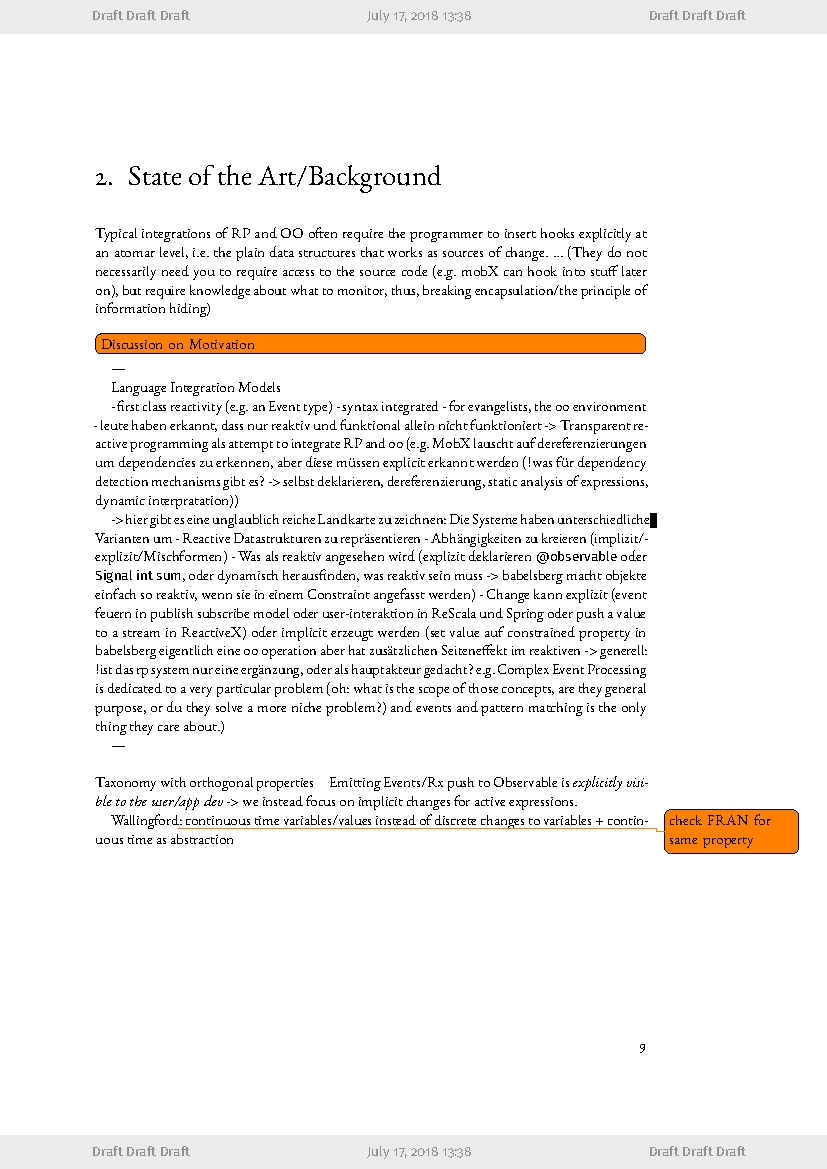 Draft Draft Draft July 17, 2018 13:38 Draft Draft Draft
2. State of the Art/Background
Typical integrations of RP and OO often require the programmer to insert hooks explicitly at
an atomar level, i.e. the plain data structures that works as sources of change. ... (They do not
necessarily need you to require access to the source code (e.g. mobX can hook into stuff later
on), but require knowledge about what to monitor, thus, breaking encapsulation/the principle of
information hiding)
Discussion on Motivation
—
Language Integration Models
- first class reactivity (e.g. an Event type) - syntax integrated - for evangelists, the oo environment
- leute haben erkannt, dass nur reaktiv und funktional allein nicht funktioniert -> Transparent re-
active programming als attempt to integrate RP and oo (e.g. MobX lauscht auf dereferenzierungen
um dependencies zu erkennen, aber diese müssen explicit erkannt werden (!was für dependency
detection mechanisms gibt es? -> selbst deklarieren, dereferenzierung, static analysis of expressions,
dynamic interpratation))
-> hier gibt es eine unglaublich reiche Landkarte zu zeichnen: Die Systeme haben unterschiedliche
Varianten um - Reactive Datastrukturen zu repräsentieren - Abhängigkeiten zu kreieren (implizit/-
explizit/Mischformen) - Was als reaktiv angesehen wird (explizit deklarieren @observable oder
Signal int sum, oder dynamisch herausfinden, was reaktiv sein muss -> babelsberg macht objekte
einfach so reaktiv, wenn sie in einem Constraint angefasst werden) - Change kann explizit (event
feuern in publish subscribe model oder user-interaktion in ReScala und Spring oder push a value
to a stream in ReactiveX) oder implicit erzeugt werden (set value auf constrained property in
babelsberg eigentlich eine oo operation aber hat zusätzlichen Seiteneffekt im reaktiven -> generell:
!ist das rp system nur eine ergänzung, oder als hauptakteur gedacht? e.g. Complex Event Processing
is dedicated to a very particular problem (oh: what is the scope of those concepts, are they general
purpose, or du they solve a more niche problem?) and events and pattern matching is the only
thing they care about.)
—
Taxonomy with orthogonal properties Emitting Events/Rx push to Observable is explicitly visi-
ble to the user/app dev -> we instead focus on implicit changes for active expressions.
Wallingford: continuous time variables/values instead of discrete changes to variables + contin-
uous time as abstraction
check FRAN for
same property
9
Draft Draft Draft July 17, 2018 13:38 Draft Draft Draft